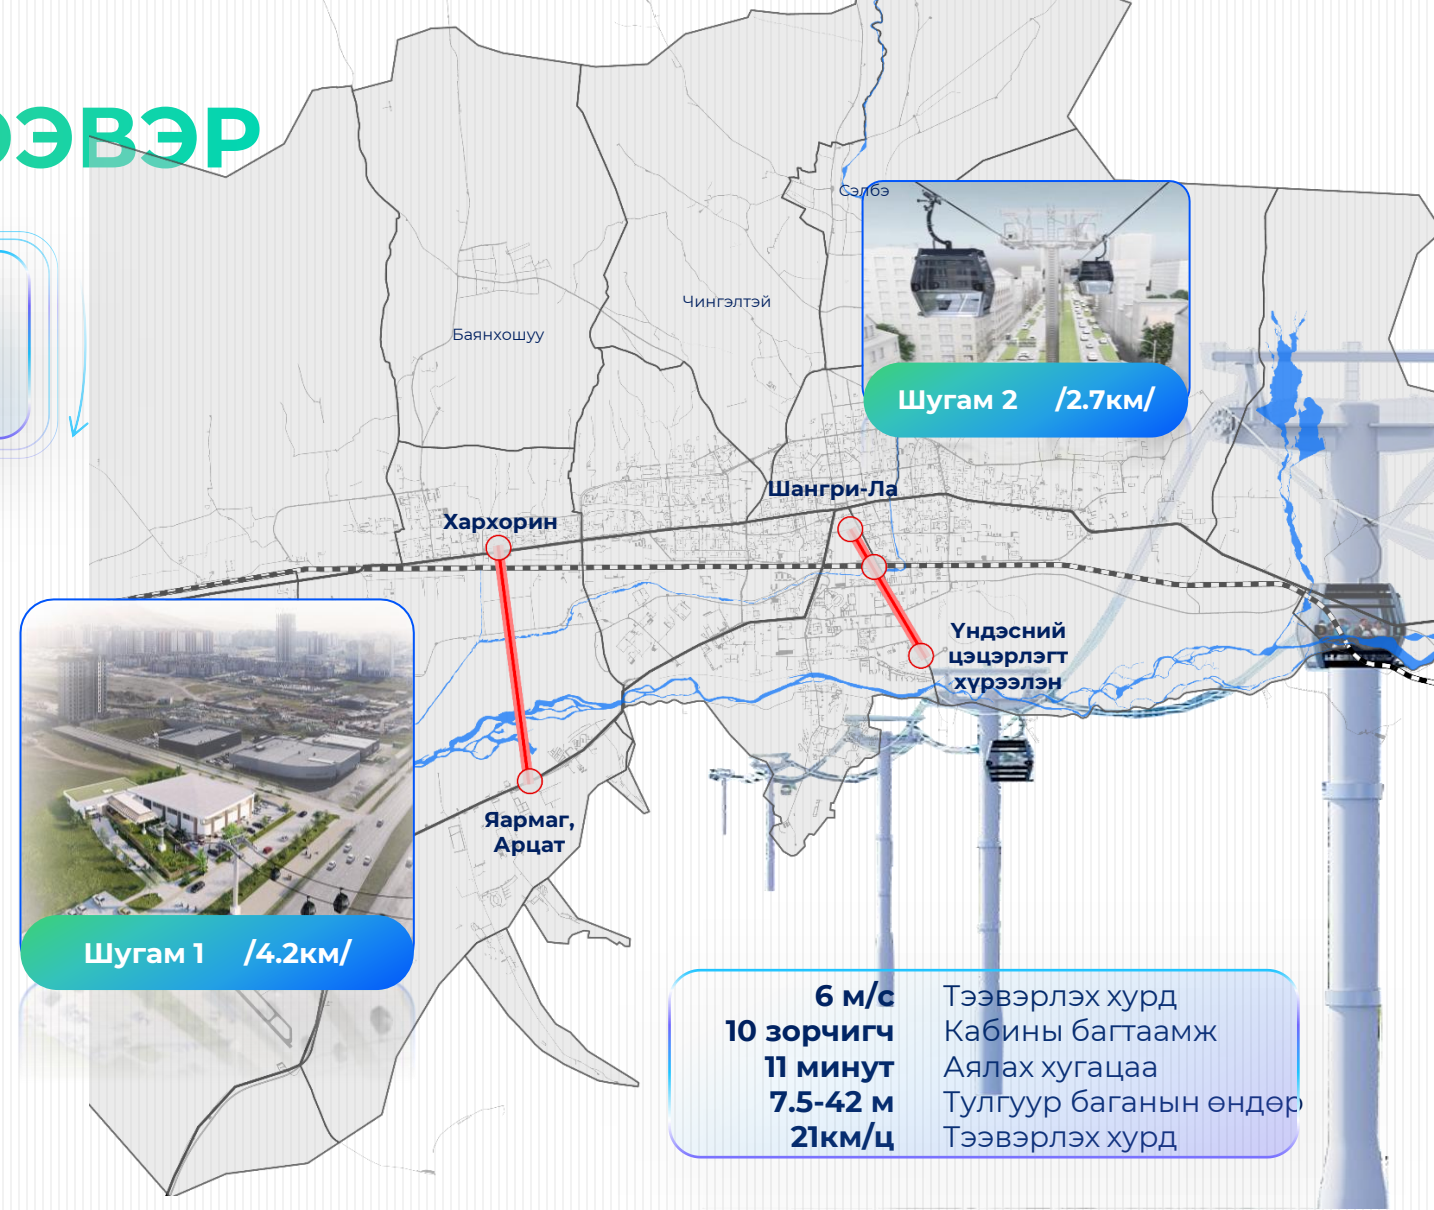 ЭЭВЭР
Сэлбэ
Чингэлтэй
Баянхошуу
Шугам 2 /2.7км/
Шангри-Ла
Хархорин
Үндэсний
цэцэрлэгт
хүрээлэн
Яармаг,
Арцат
Шугам 1 /4.2км/
6 м/с Тээвэрлэх хурд
10 зорчигч Кабины багтаамж
11 минут Аялах хугацаа
7.5-42 м Тулгуур баганын өндөр
21км/ц Тээвэрлэх хурд